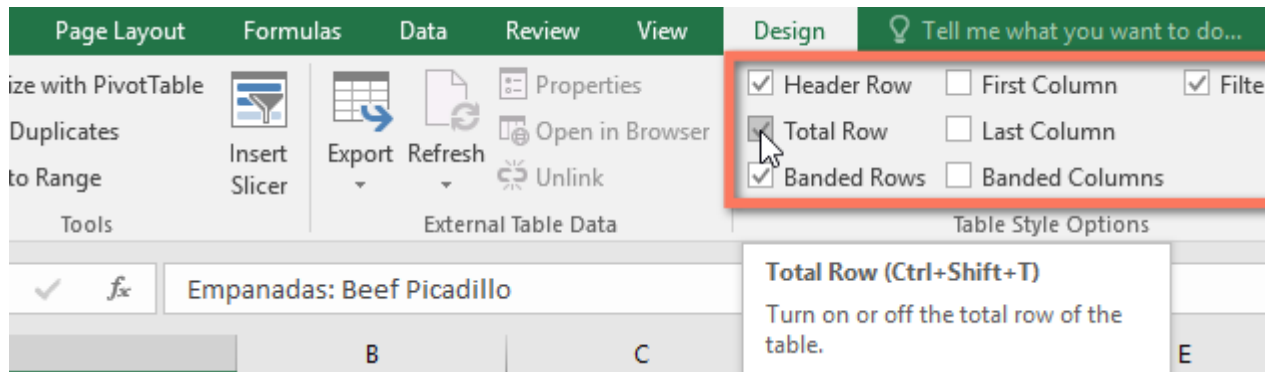 Page Layout Formulas Data Review View Design Tell me what you want to do...
ize with PivotTable
Duplicates
to Range
Tools
Insert
Slicer
Export
Refresh
Properties
Open in Browser
Unlink
External Table Data
Header Row
First Column
Filte
Total Row
Last Column
Banded Rows
Banded Columns
Table Style Options
fx
Empanadas: Beef Picadillo
Total Row (Ctrl+Shift+T)
Turn on or off the total row of the
table.
B C E